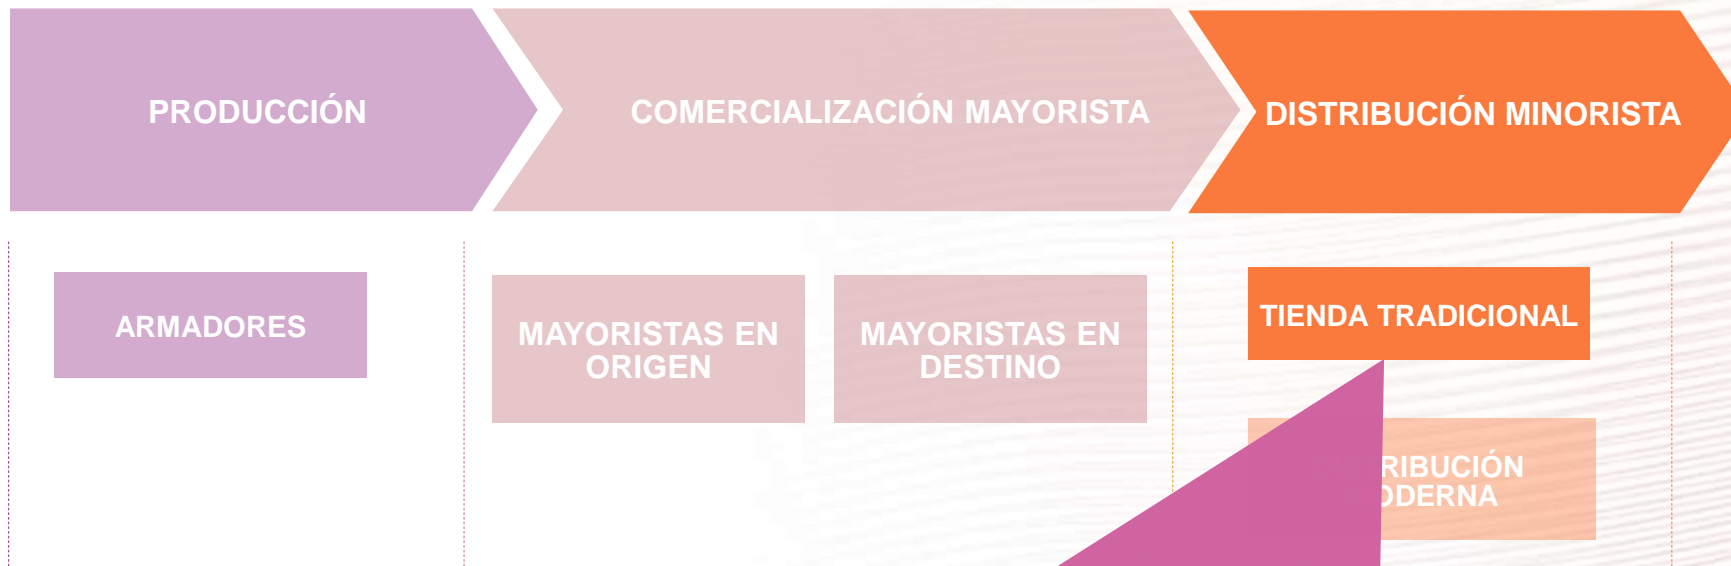 PRODUCCIÓN
COMERCIALIZACIÓN MAYORISTA
DISTRIBUCIÓN MINORISTA
ARMADORES
MAYORISTAS EN
ORIGEN
MAYORISTAS EN
DESTINO
TIENDA TRADICIONAL